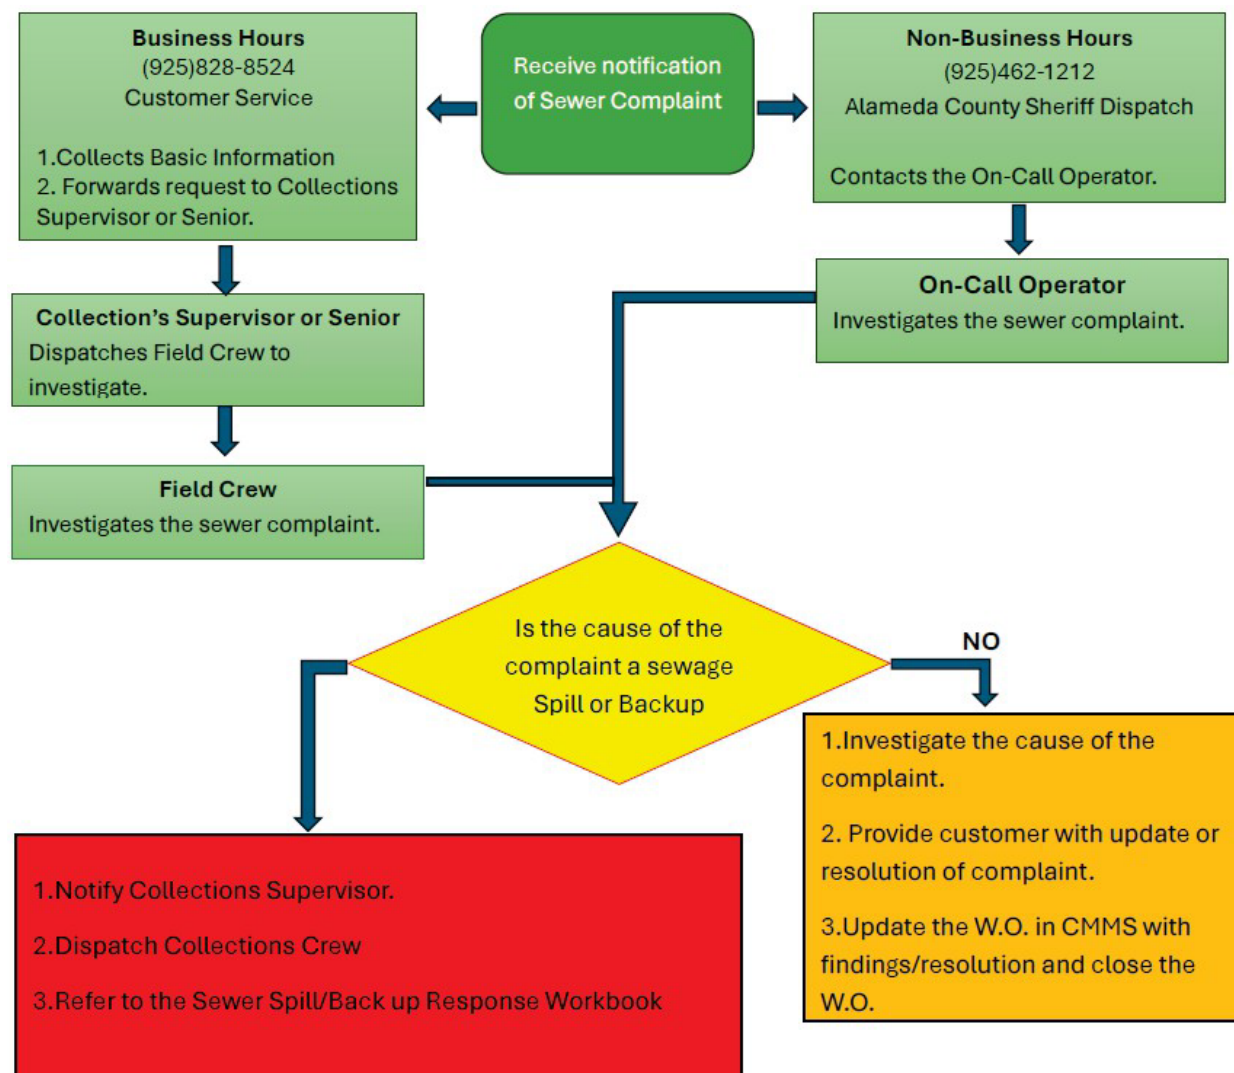 Business Hours
(925)828-8524
Customer Service
1.Collects Basic Information
2. Forwards request to Collections
Supervisor or Senior.
Receive notification
of Sewer Complaint
Non-Business Hours
(925)462-1212
Alameda County Sheriff Dispatch
Contacts the On-Call Operator.
Collection’s Supervisor or Senior
Dispatches Field Crew to
investigate.
On-Call Operator
Investigates the sewer complaint.
Field Crew
Investigates the sewer complaint.
Is the cause of the
complaint a sewage
Spill or Backup
NO
1.Notify Collections Supervisor.
2.Dispatch Collections Crew
3.Refer to the Sewer Spill/Back up Response Workbook
1.Investigate the cause of the
complaint.
2. Provide customer with update or
resolution of complaint.
3.Update the W.O. in CMMS with
findings/resolution and close the
W.O.